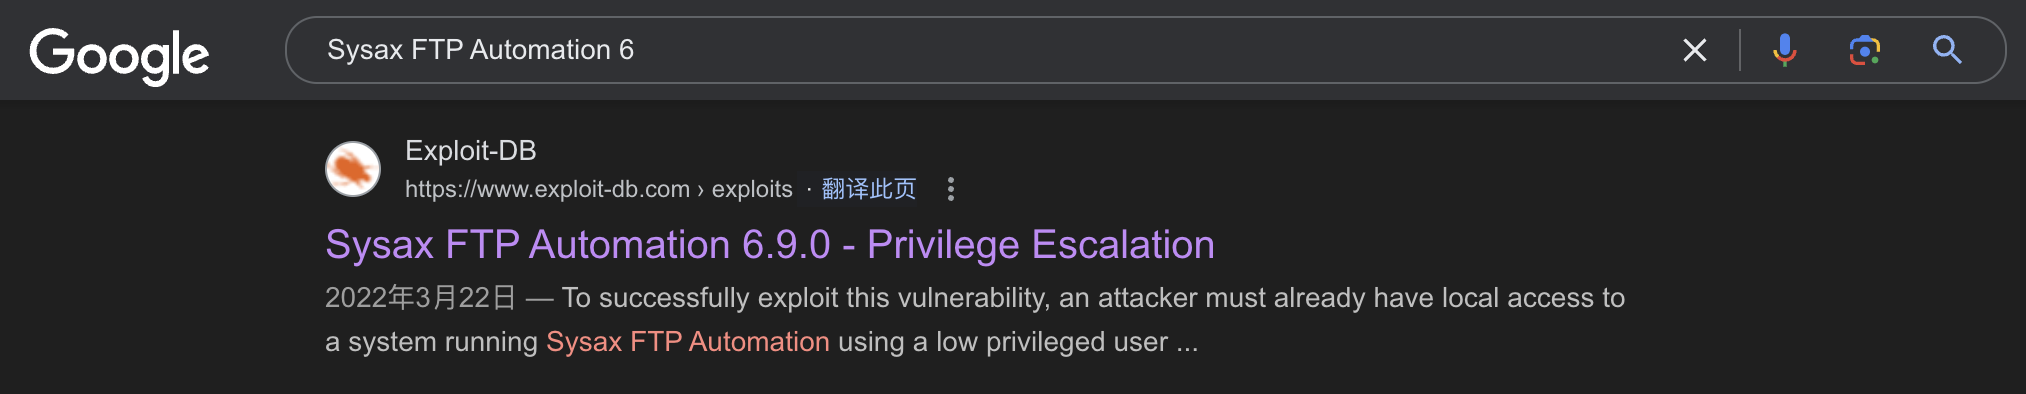 Google
Sysax FTP Automation 6
Exploit-DB
https://www.exploit-db.com › exploits · 翻译此页
Sysax FTP Automation 6.9.0 - Privilege Escalation
2022年3月22日 — To successfully exploit this vulnerability, an attacker must already have local access to
a system running Sysax FTP Automation using a low privileged user ...